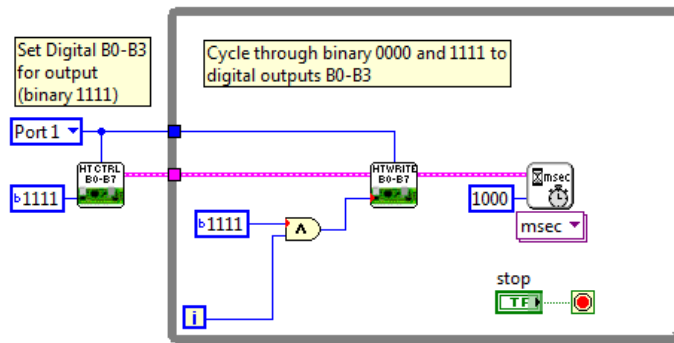 Set Digital B0-B3
for output
(binary 1111)
Cycle through binary 0000 and 1111 to
digital outputs B0-B3
Port 1
HT CTRL
B0-B7
HTWRITE
B0-B7
msec
b1111
b1111
1000
msec
i
stop
TF